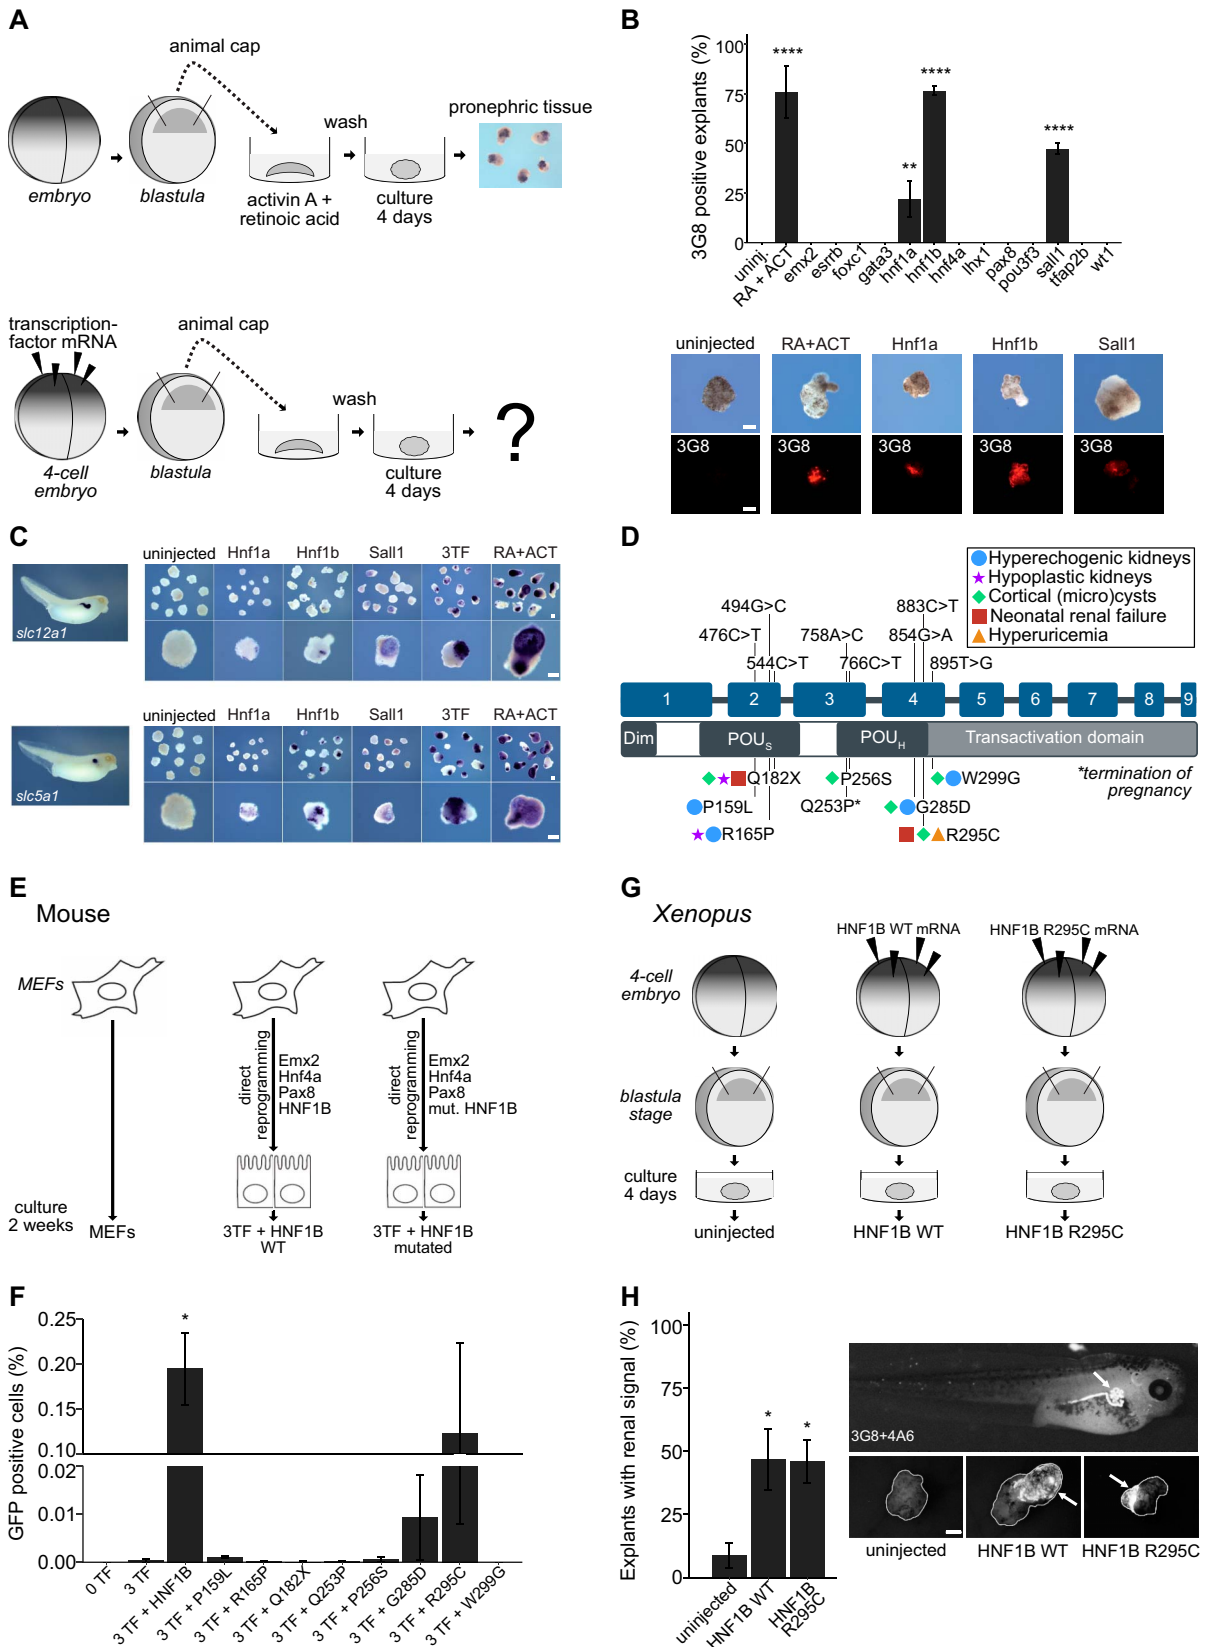 A
animal cap
wash
pronephric tissue
embryo
blastula
activin A +
retinoic acid
culture
4 days
transcription-
factor mRNA
animal cap
wash
?
4-cell
embryo
blastula
culture
4 days
B
3G8 positive explants (%)
100
75
50
25
0
****
**
****
****
uninj.
RA + ACT
emx2
esrrb
foxc1
gata3
hnf1a
hnf1b
hnf4a
lhx1
pax8
pou3f3
sall1
tfap2b
wt1
uninjected RA+ACT Hnf1a Hnf1b Sall1
3G8 3G8 3G8 3G8 3G8
C
uninjected Hnf1a Hnf1b Sall1 3TF RA+ACT
slc12a1
uninjected Hnf1a Hnf1b Sall1 3TF RA+ACT
slc5a1
D
Hyperechogenic kidneys
Hypoplastic kidneys
Cortical (micro)cysts
Neonatal renal failure
Hyperuricemia
494G>C 883C>T
476C>T 758A>C 854G>A
544C>T 766C>T 895T>G
1 2 3 4 5 6 7 8 9
Dim POUS POUH Transactivation domain
Q182X P256S W299G
*termination of
pregnancy
P159L Q253P* G285D
R165P R295C
E
Mouse
MEFs
direct
reprogramming
Emx2
Hnf4a
Pax8
HNF1B
direct
reprogramming
Emx2
Hnf4a
Pax8
mut. HNF1B
culture
2 weeks
MEFs
3TF + HNF1B
WT
3TF + HNF1B
mutated
G
Xenopus
HNF1B WT mRNA
HNF1B R295C mRNA
4-cell
embryo
blastula
stage
culture
4 days
uninjected HNF1B WT HNF1B R295C
F
GFP positive cells (%)
0.25
0.20
0.15
0.10
0.02
0.01
0.00
*
0 TF
3 TF
3 TF + HNF1B
3 TF + P159L
3 TF + R165P
3 TF + Q182X
3 TF + Q253P
3 TF + P256S
3 TF + G285D
3 TF + R295C
3 TF + W299G
H
Explants with renal signal (%)
100
75
50
25
0
*
*
uninjected
HNF1B WT
HNF1B
R295C
3G8+4A6
uninjected HNF1B WT HNF1B R295C